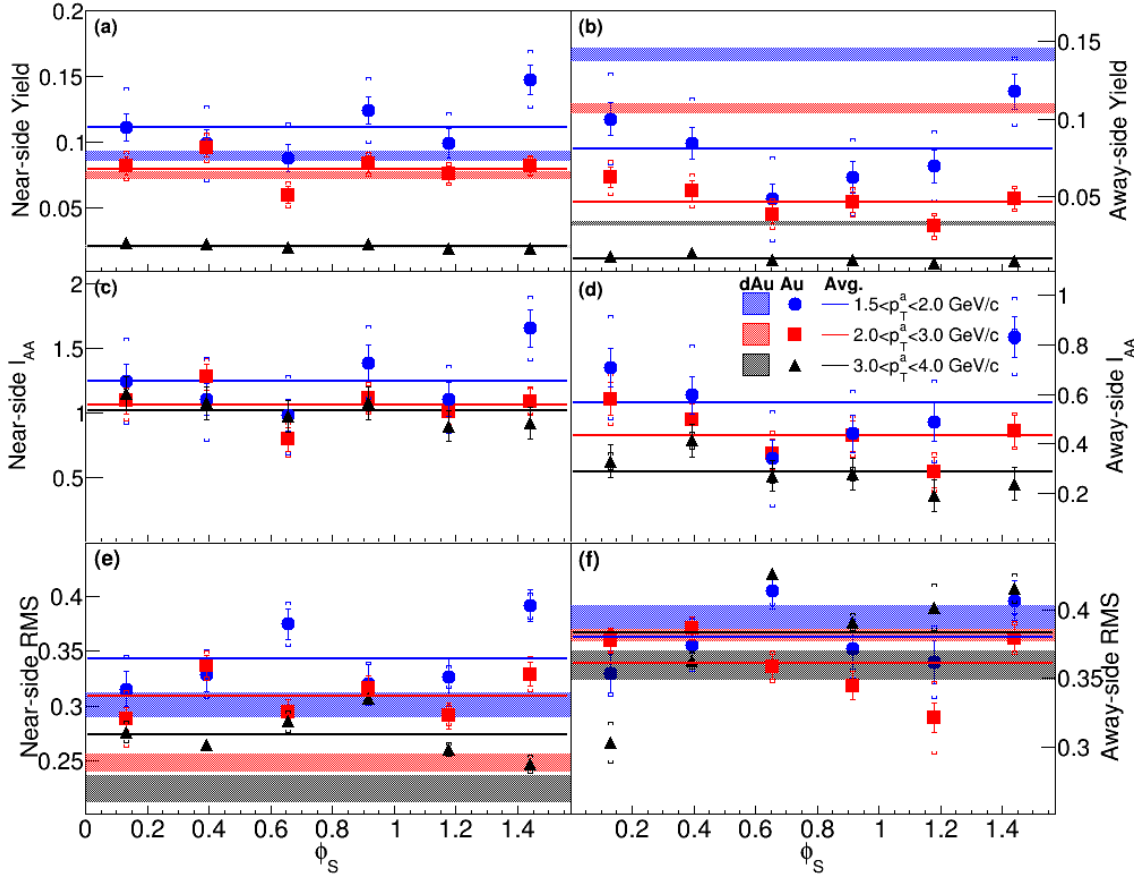 (a)
0.2
0.15
0.1
0.05
Near-side Yield
(b)
0.15
0.1
0.05
Away-side Yield
(c)
2
1.5
1
0.5
Near-side I_AA
(d)
dAu Au Avg.
1.5<p_T^a<2.0 GeV/c
2.0<p_T^a<3.0 GeV/c
3.0<p_T^a<4.0 GeV/c
1
0.8
0.6
0.4
0.2
Away-side I_AA
(e)
0.4
0.35
0.3
0.25
Near-side RMS
0 0.2 0.4 0.6 0.8 1 1.2 1.4
ϕ_S
(f)
0.4
0.35
0.3
Away-side RMS
0.2 0.4 0.6 0.8 1 1.2 1.4
ϕ_S